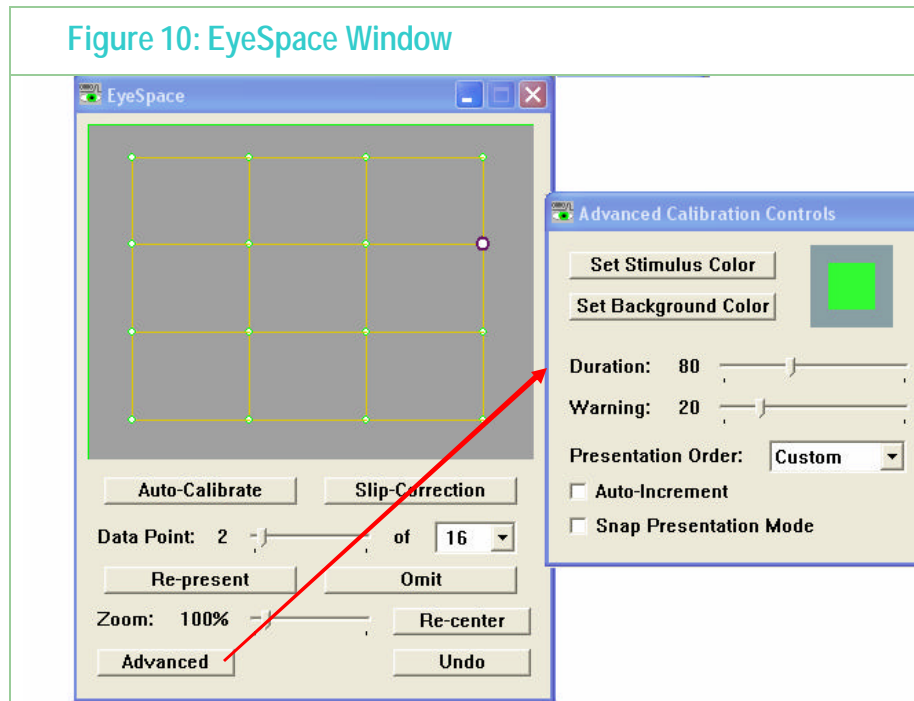 Figure 10: EyeSpace Window
EyeSpace
Auto-Calibrate Slip-Correction
Data Point: 2 of 16
Re-present Omit
Zoom: 100% Re-center
Advanced Undo
Advanced Calibration Controls
Set Stimulus Color
Set Background Color
Duration: 80
Warning: 20
Presentation Order: Custom
Auto-Increment
Snap Presentation Mode